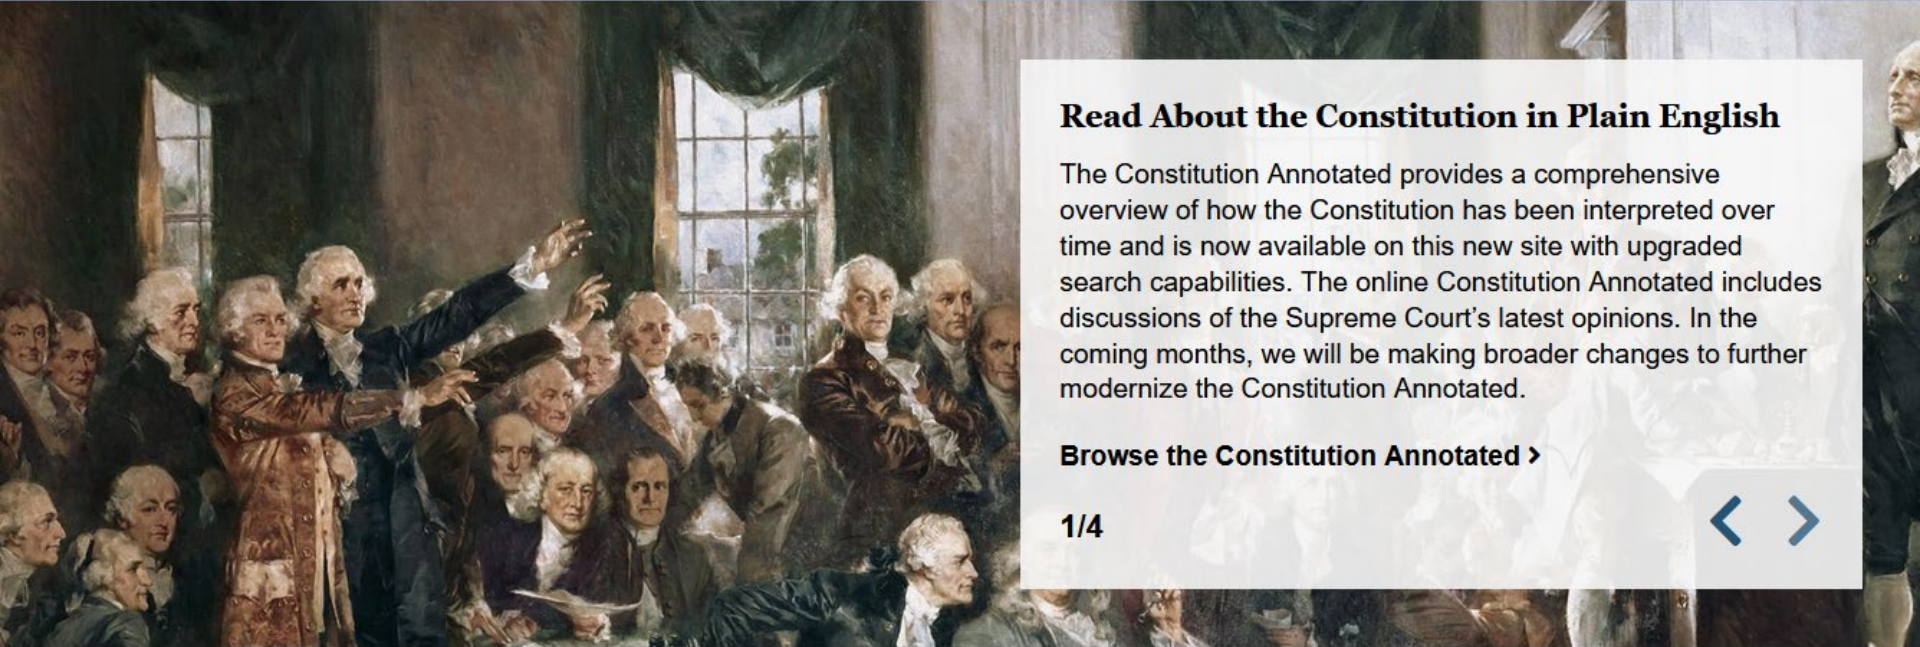 Read About the Constitution in Plain English
The Constitution Annotated provides a comprehensive
overview of how the Constitution has been interpreted over
time and is now available on this new site with upgraded
search capabilities. The online Constitution Annotated includes
discussions of the Supreme Court’s latest opinions. In the
coming months, we will be making broader changes to further
modernize the Constitution Annotated.
Browse the Constitution Annotated >
1/4